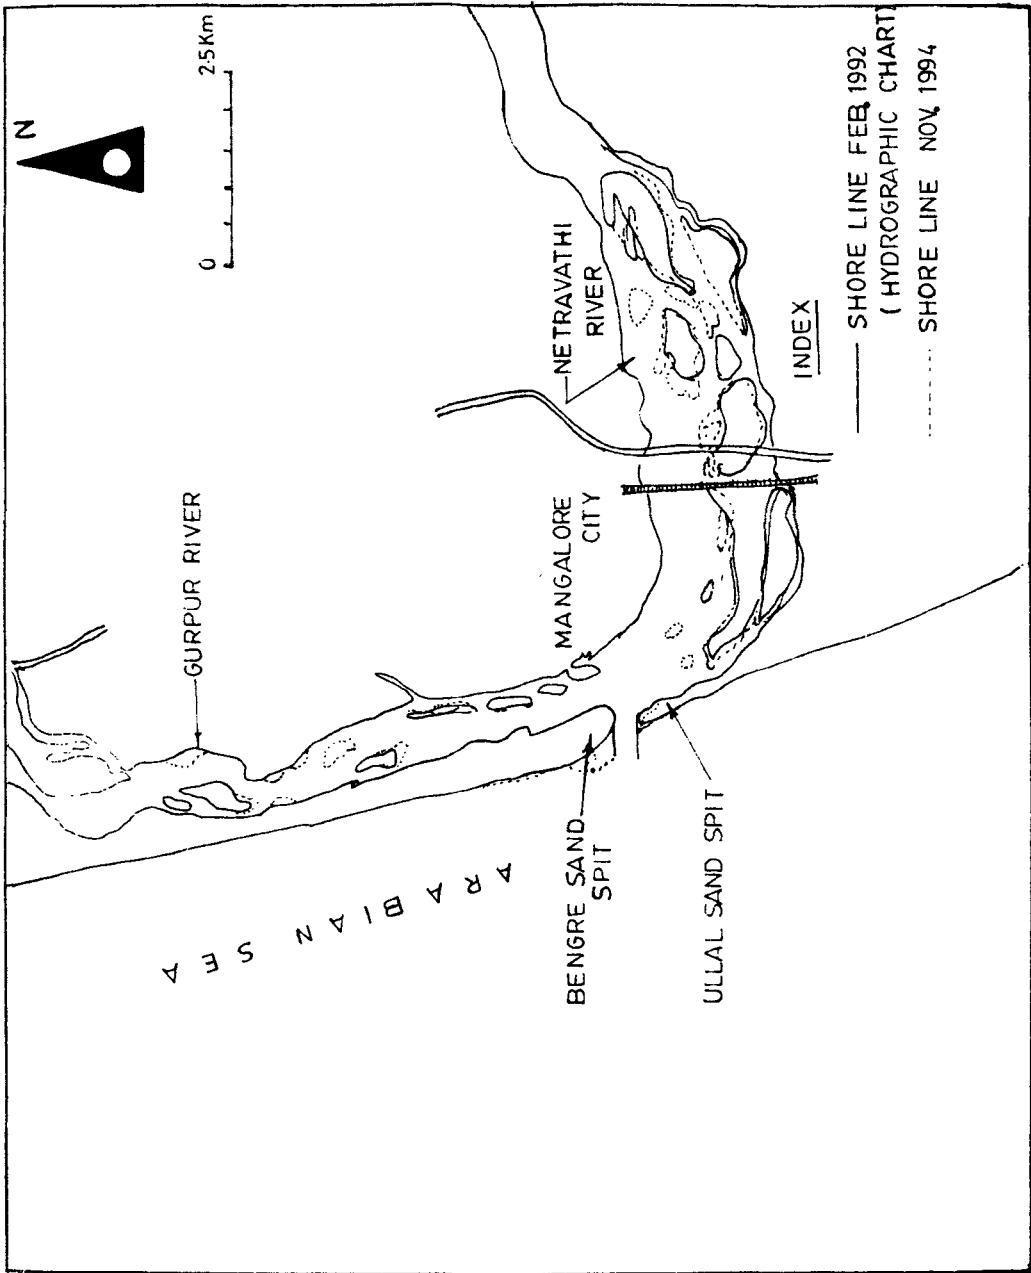 N
0 2·5 Km
GURPUR RIVER
NETRAVATHI
RIVER
MANGALORE
CITY
ARABIAN SEA
BENGRE SAND
SPIT
ULLAL SAND SPIT
INDEX
SHORE LINE FEB, 1992
( HYDROGRAPHIC CHART)
SHORE LINE NOV, 1994